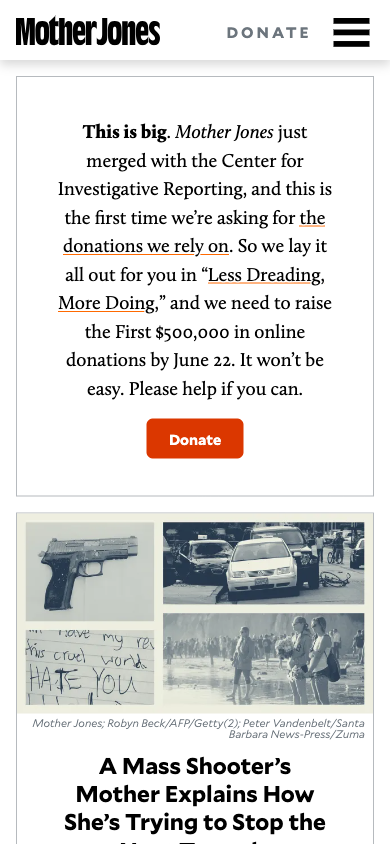 Mother Jones
DONATE
This is big. Mother Jones just
merged with the Center for
Investigative Reporting, and this is
the first time we’re asking for the
donations we rely on. So we lay it
all out for you in “Less Dreading,
More Doing,” and we need to raise
the First $500,000 in online
donations by June 22. It won’t be
easy. Please help if you can.
Donate
have my rev
this cruel world
HATE YOU
Mother Jones; Robyn Beck/AFP/Getty(2); Peter Vandenbelt/Santa
Barbara News-Press/Zuma
A Mass Shooter’s
Mother Explains How
She’s Trying to Stop the